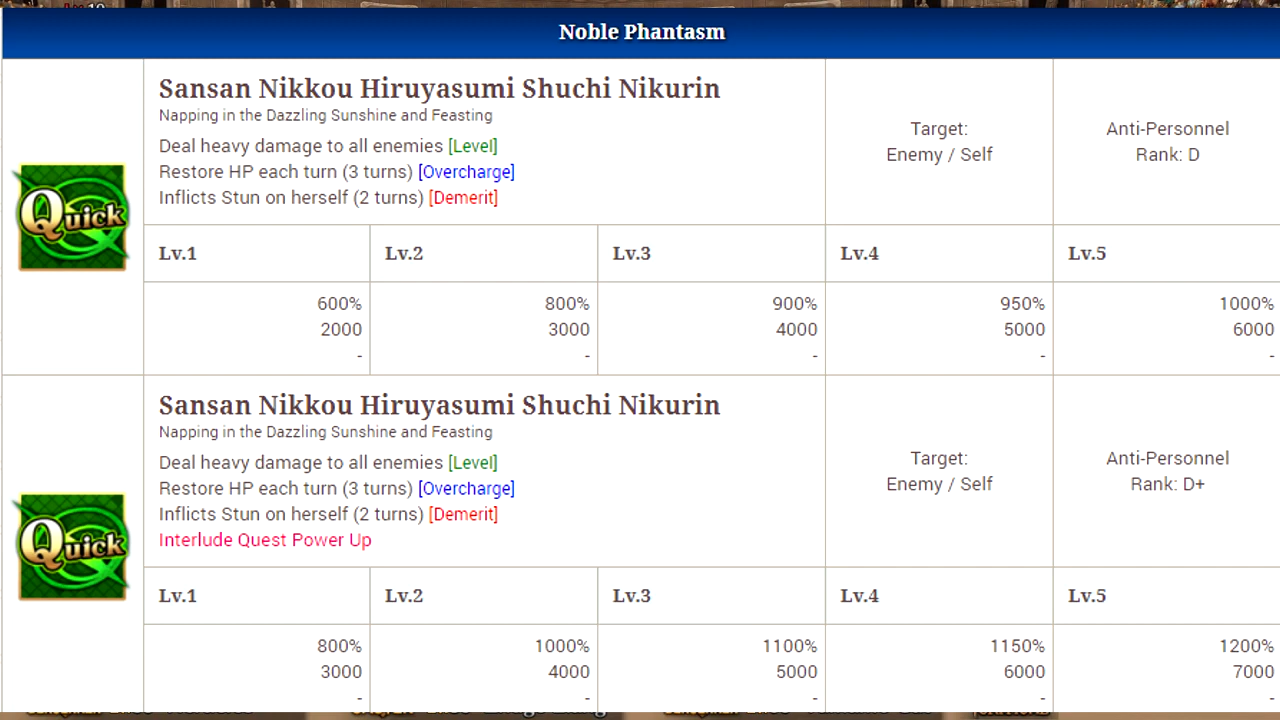 Noble Phantasm
Sansan Nikkou Hiruyasumi Shuchi Nikurin
Napping in the Dazzling Sunshine and Feasting
Deal heavy damage to all enemies [Level]
Restore HP each turn (3 turns) [Overcharge]
Inflicts Stun on herself (2 turns) [Demerit]
Target:
Enemy / Self
Anti-Personnel
Rank: D
Quick
Lv.1 Lv.2 Lv.3 Lv.4 Lv.5
600% 800% 900% 950% 1000%
2000 3000 4000 5000 6000
- - - - -
Sansan Nikkou Hiruyasumi Shuchi Nikurin
Napping in the Dazzling Sunshine and Feasting
Deal heavy damage to all enemies [Level]
Restore HP each turn (3 turns) [Overcharge]
Inflicts Stun on herself (2 turns) [Demerit]
Interlude Quest Power Up
Target:
Enemy / Self
Anti-Personnel
Rank: D+
Quick
Lv.1 Lv.2 Lv.3 Lv.4 Lv.5
800% 1000% 1100% 1150% 1200%
3000 4000 5000 6000 7000
- - - - -